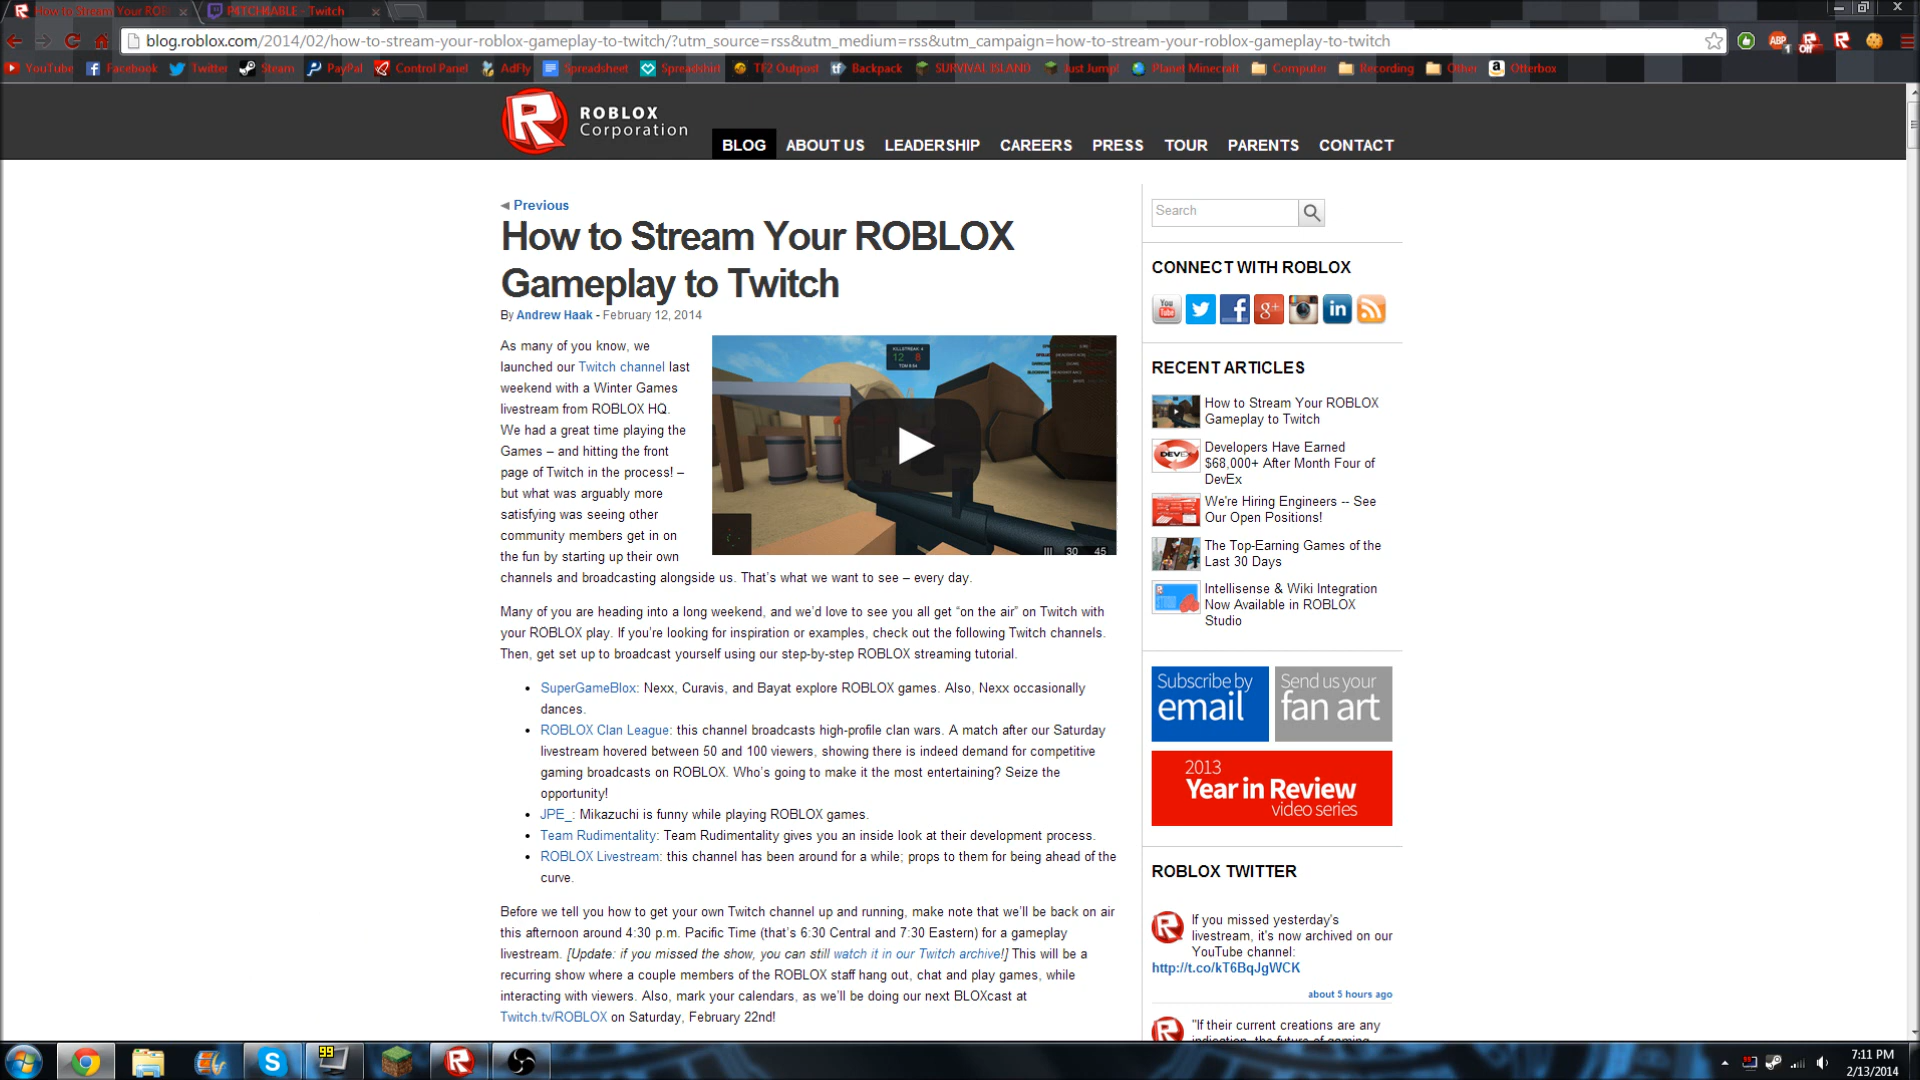 How to Stream Your ROB
P4TCH4ABLE - Twitch
blog.roblox.com/2014/02/how-to-stream-your-roblox-gameplay-to-twitch/?utm_source=rss&utm_medium=rss&utm_campaign=how-to-stream-your-roblox-gameplay-to-twitch
YouTube Facebook Twitter Steam PayPal Control Panel AdFly Spreadsheet Spreadshirt TF2 Outpost Backpack SURVIVAL ISLAND Just Jump! Planet Minecraft Computer Recording Other Otterbox
ROBLOX
Corporation
BLOG ABOUT US LEADERSHIP CAREERS PRESS TOUR PARENTS CONTACT
Previous
How to Stream Your ROBLOX
Gameplay to Twitch
By Andrew Haak - February 12, 2014
As many of you know, we
launched our Twitch channel last
weekend with a Winter Games
livestream from ROBLOX HQ.
We had a great time playing the
Games – and hitting the front
page of Twitch in the process! –
but what was arguably more
satisfying was seeing other
community members get in on
the fun by starting up their own
channels and broadcasting alongside us. That's what we want to see – every day.
12 8
30 45
Many of you are heading into a long weekend, and we'd love to see you all get “on the air” on Twitch with
your ROBLOX play. If you're looking for inspiration or examples, check out the following Twitch channels.
Then, get set up to broadcast yourself using our step-by-step ROBLOX streaming tutorial.
• SuperGameBlox: Nexx, Curavis, and Bayat explore ROBLOX games. Also, Nexx occasionally
dances.
• ROBLOX Clan League: this channel broadcasts high-profile clan wars. A match after our Saturday
livestream hovered between 50 and 100 viewers, showing there is indeed demand for competitive
gaming broadcasts on ROBLOX. Who's going to make it the most entertaining? Seize the
opportunity!
• JPE_: Mikazuchi is funny while playing ROBLOX games.
• Team Rudimentality: Team Rudimentality gives you an inside look at their development process.
• ROBLOX Livestream: this channel has been around for a while; props to them for being ahead of the
curve.
Before we tell you how to get your own Twitch channel up and running, make note that we'll be back on air
this afternoon around 4:30 p.m. Pacific Time (that's 6:30 Central and 7:30 Eastern) for a gameplay
livestream. [Update: if you missed the show, you can still watch it in our Twitch archive!] This will be a
recurring show where a couple members of the ROBLOX staff hang out, chat and play games, while
interacting with viewers. Also, mark your calendars, as we'll be doing our next BLOXcast at
Twitch.tv/ROBLOX on Saturday, February 22nd!
Search
CONNECT WITH ROBLOX
RECENT ARTICLES
How to Stream Your ROBLOX
Gameplay to Twitch
Developers Have Earned
$68,000+ After Month Four of
DevEx
We're Hiring Engineers -- See
Our Open Positions!
The Top-Earning Games of the
Last 30 Days
Intellisense & Wiki Integration
Now Available in ROBLOX
Studio
Subscribe by
email
Send us your
fan art
2013
Year in Review
video series
ROBLOX TWITTER
If you missed yesterday's
livestream, it's now archived on our
YouTube channel:
http://t.co/kT6BqJgWCK
about 5 hours ago
"If their current creations are any
indication, the future of gaming
99
7:11 PM
2/13/2014